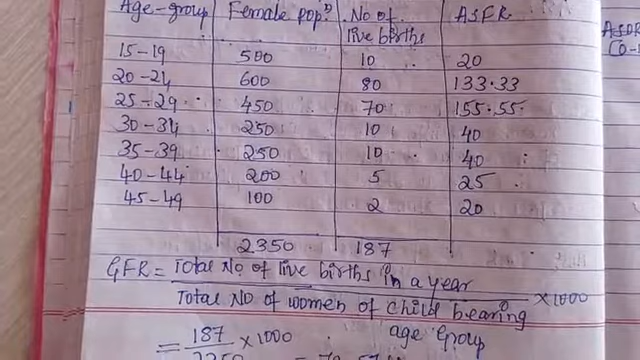 Age-group Female popn No of live births ASFR
15-19 500 10 20
20-24 600 80 133.33
25-29 450 70 155.55
30-34 250 10 40
35-39 250 10 40
40-44 200 5 25
45-49 100 2 20
2350 187
GFR = Total No of live births in a year
Total NO of women of child bearing age Group × 1000
= 187 × 1000